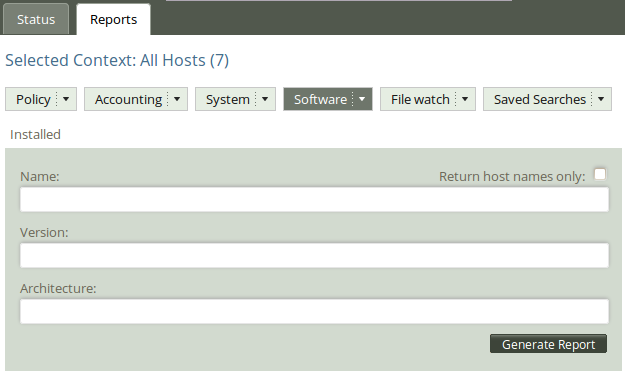 Status Reports
Selected Context: All Hosts (7)
Policy Accounting System Software File watch Saved Searches
Installed
Name: Return host names only:
Version:
Architecture:
Generate Report